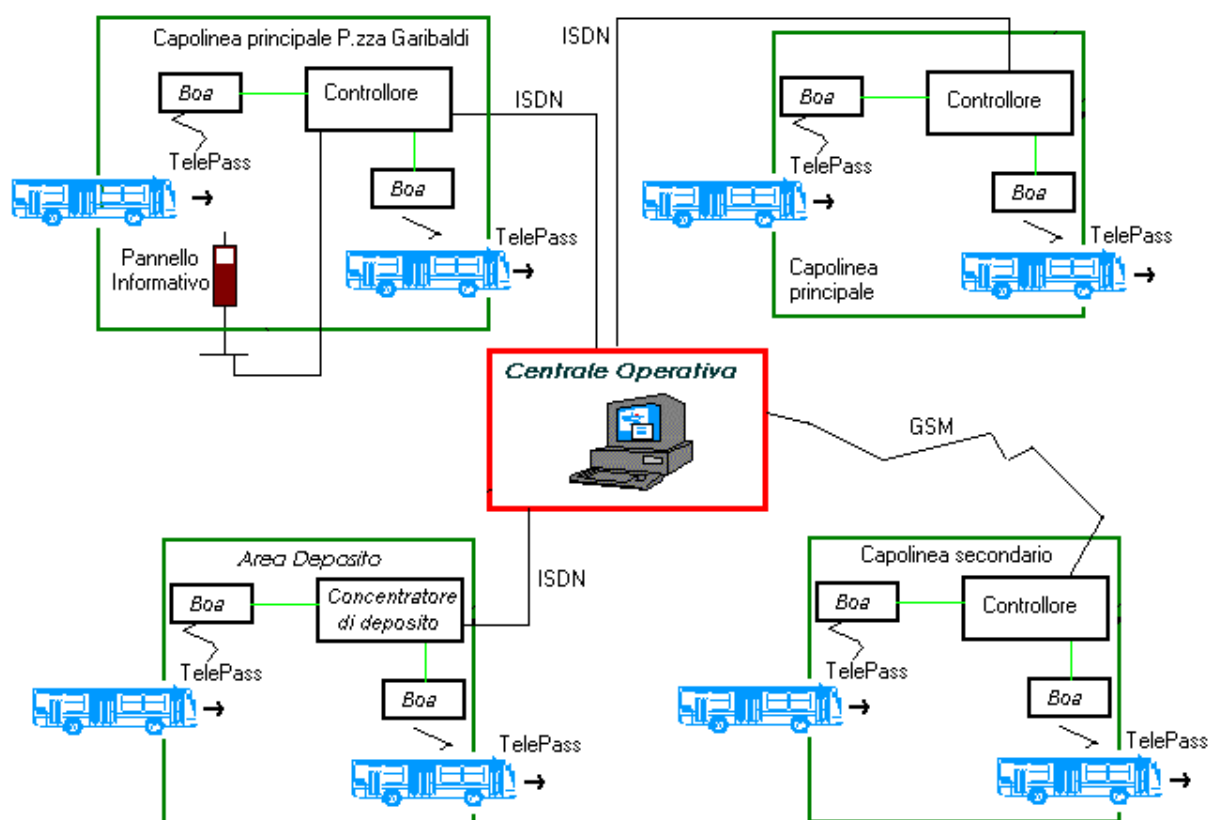 Capolinea principale P.zza Garibaldi
Boa
Controllore
TelePass
Boa
TelePass
Pannello
Informativo
ISDN
ISDN
Boa
Controllore
TelePass
Boa
TelePass
Capolinea
principale
Centrale Operativa
GSM
Area Deposito
Boa
Concentratore
di deposito
TelePass
Boa
TelePass
ISDN
Capolinea secondario
Boa
Controllore
TelePass
Boa
TelePass